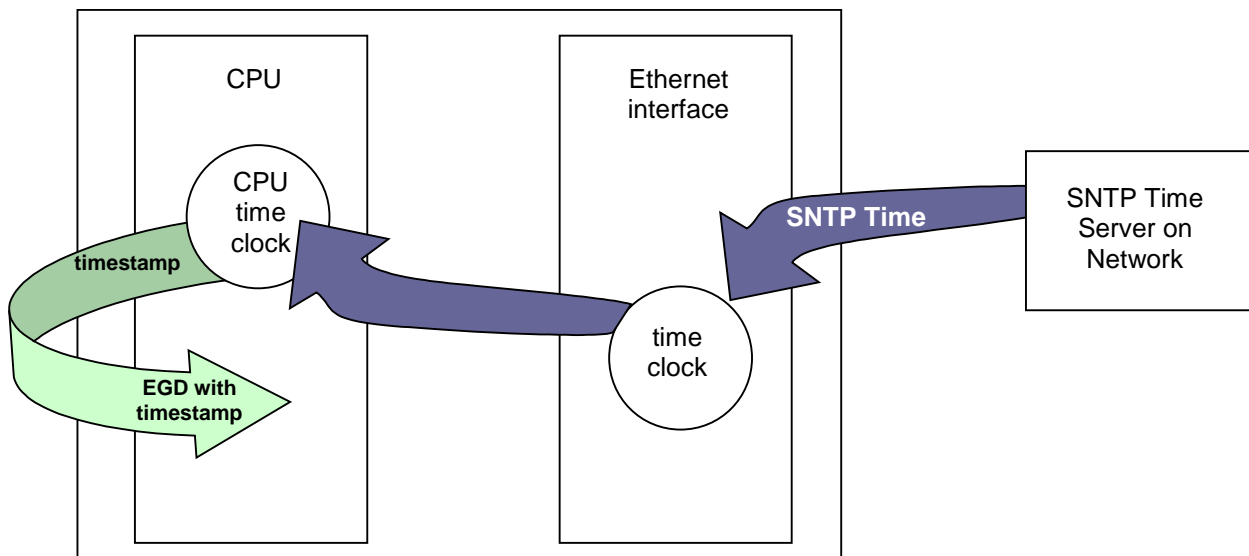 CPU
Ethernet
interface
CPU
time
clock
timestamp
EGD with
timestamp
time
clock
SNTP Time
SNTP Time
Server on
Network